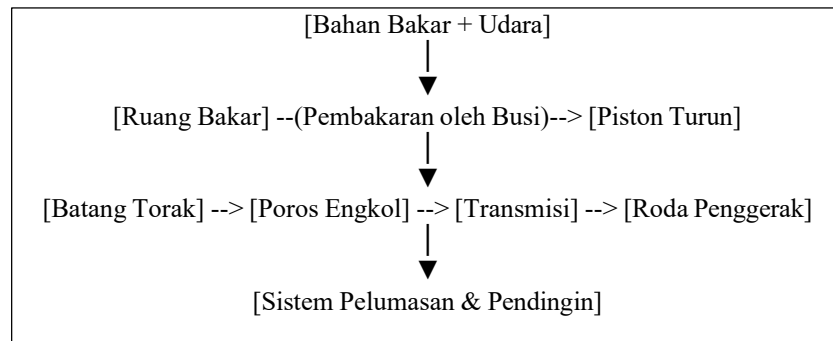 [Bahan Bakar + Udara]
[Ruang Bakar] --(Pembakaran oleh Busi)--> [Piston Turun]
[Batang Torak] --> [Poros Engkol] --> [Transmisi] --> [Roda Penggerak]
[Sistem Pelumasan & Pendingin]